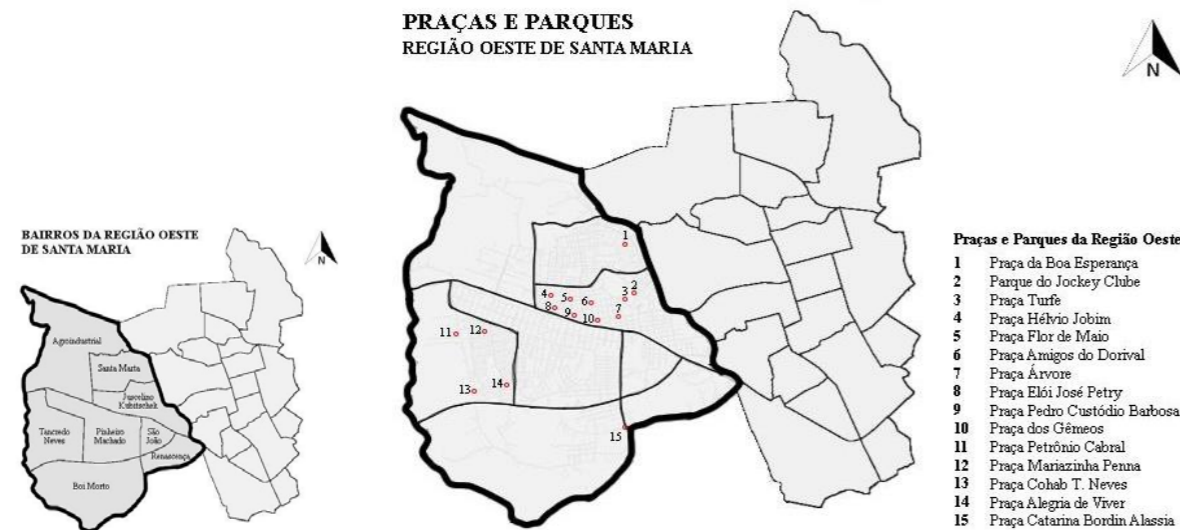 PRAÇAS E PARQUES
REGIÃO OESTE DE SANTA MARIA
N
BAIRROS DA REGIÃO OESTE
DE SANTA MARIA
N
Agroindustrial
Santa Marta
Juscelino
Kubitschek
Tancredo
Neves
Pinheiro
Machado
São
João
Renascença
Boi Morto
1
2
3
4
5
6
7
8
9
10
11
12
13
14
15
Praças e Parques da Região Oeste
1 Praça da Boa Esperança
2 Parque do Jockey Clube
3 Praça Turfe
4 Praça Hélvio Jobim
5 Praça Flor de Maio
6 Praça Amigos do Dorival
7 Praça Árvore
8 Praça Elói José Petry
9 Praça Pedro Custódio Barbosa
10 Praça dos Gêmeos
11 Praça Petrônio Cabral
12 Praça Mariazinha Penna
13 Praça Cohab T. Neves
14 Praça Alegria de Viver
15 Praça Catarina Bordin Alassia